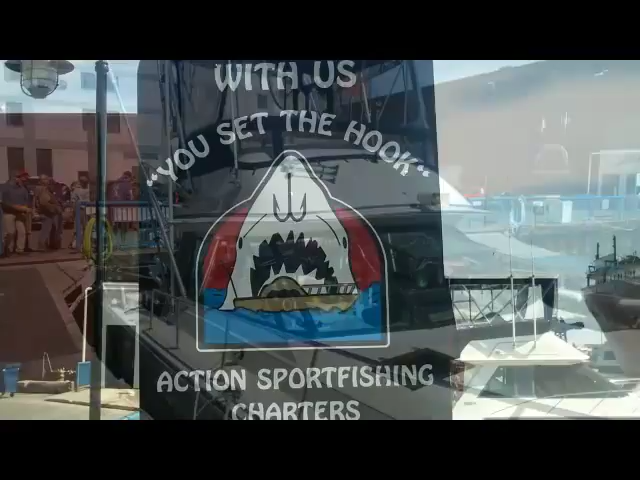 WITH US
"YOU SET THE HOOK"
ACTION SPORTFISHING
CHARTERS